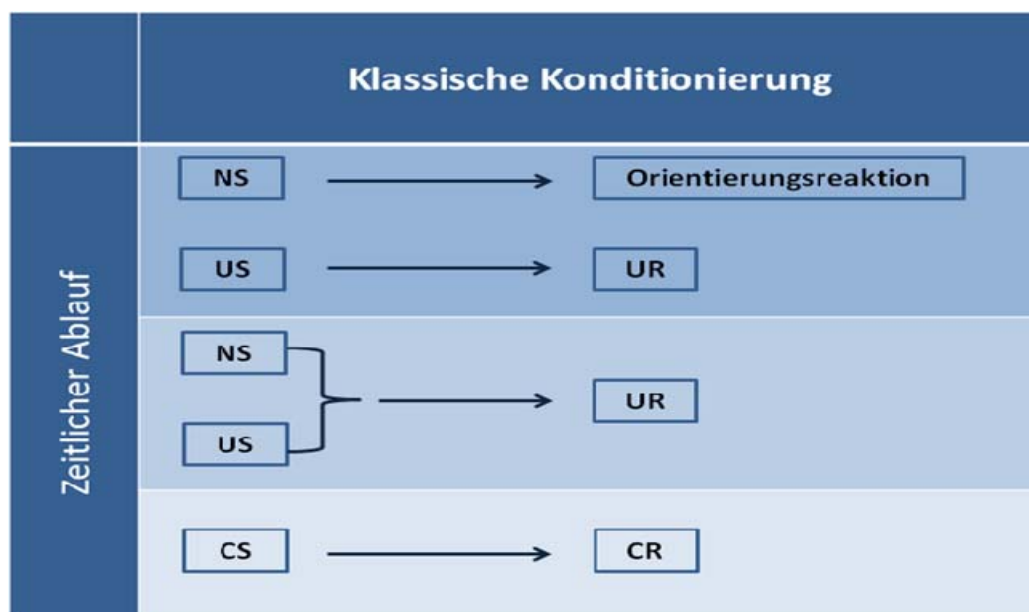 Klassische Konditionierung
Zeitlicher Ablauf
NS
Orientierungsreaktion
US
UR
NS
US
UR
CS
CR